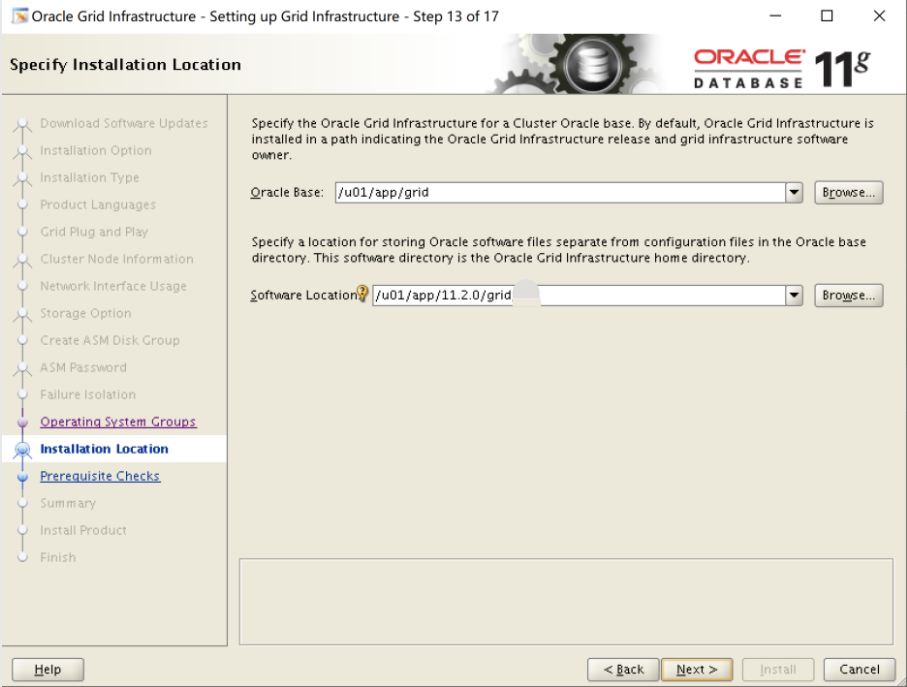 Oracle Grid Infrastructure - Setting up Grid Infrastructure - Step 13 of 17
Specify Installation Location
ORACLE
DATABASE
11g
Download Software Updates
Installation Option
Installation Type
Product Languages
Grid Plug and Play
Cluster Node Information
Network Interface Usage
Storage Option
Create ASM Disk Group
ASM Password
Failure Isolation
Operating System Groups
Installation Location
Prerequisite Checks
Summary
Install Product
Finish
Specify the Oracle Grid Infrastructure for a Cluster Oracle base. By default, Oracle Grid Infrastructure is
installed in a path indicating the Oracle Grid Infrastructure release and grid infrastructure software
owner.
Oracle Base: /u01/app/grid Browse...
Specify a location for storing Oracle software files separate from configuration files in the Oracle base
directory. This software directory is the Oracle Grid Infrastructure home directory.
Software Location /u01/app/11.2.0/grid Browse...
Help < Back Next > Install Cancel